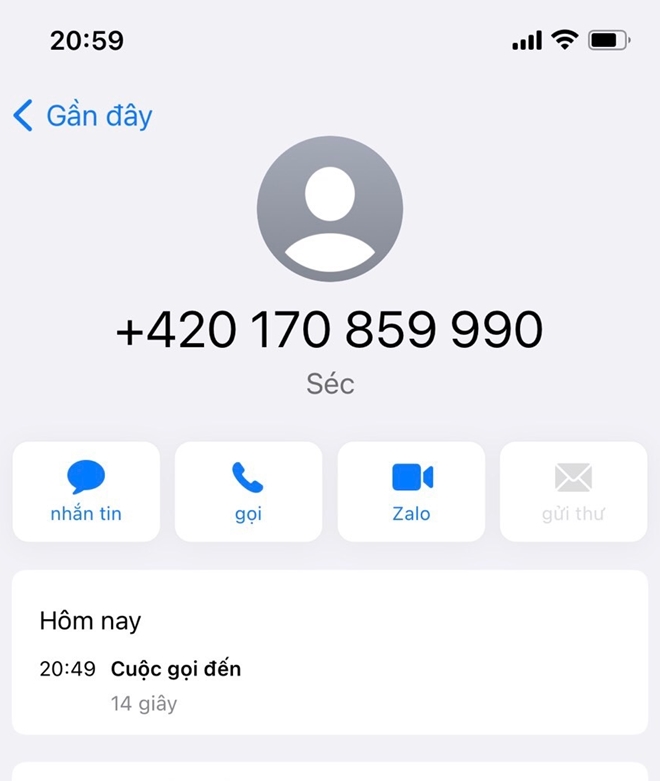 20:59
Gần đây
+420 170 859 990
Séc
nhắn tin
gọi
Zalo
gửi thư
Hôm nay
20:49 Cuộc gọi đến
14 giây